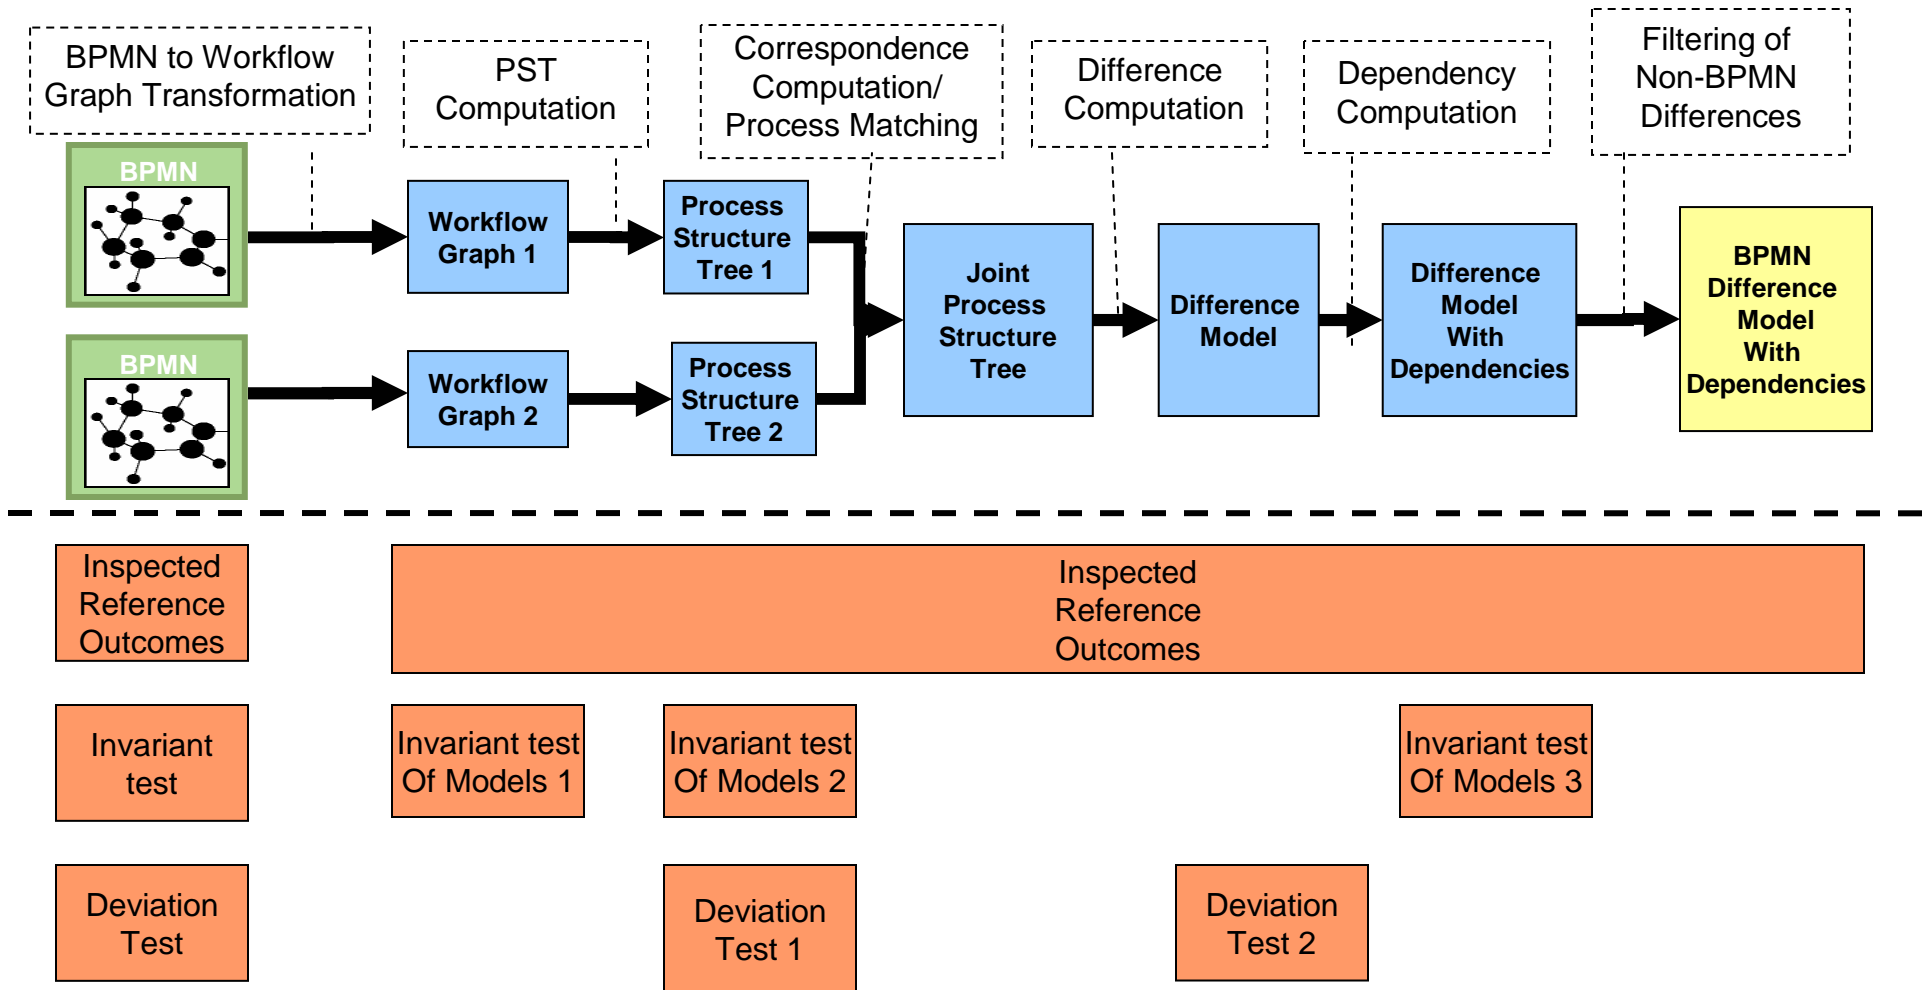 BPMN to Workflow
Graph Transformation
PST
Computation
Correspondence
Computation/
Process Matching
Difference
Computation
Dependency
Computation
Filtering of
Non-BPMN
Differences
BPMN
Workflow
Graph 1
Process
Structure
Tree 1
Joint
Process
Structure
Tree
Difference
Model
Difference
Model
With
Dependencies
BPMN
Difference
Model
With
Dependencies
BPMN
Workflow
Graph 2
Process
Structure
Tree 2
Inspected
Reference
Outcomes
Inspected
Reference
Outcomes
Invariant
test
Invariant test
Of Models 1
Invariant test
Of Models 2
Invariant test
Of Models 3
Deviation
Test
Deviation
Test 1
Deviation
Test 2